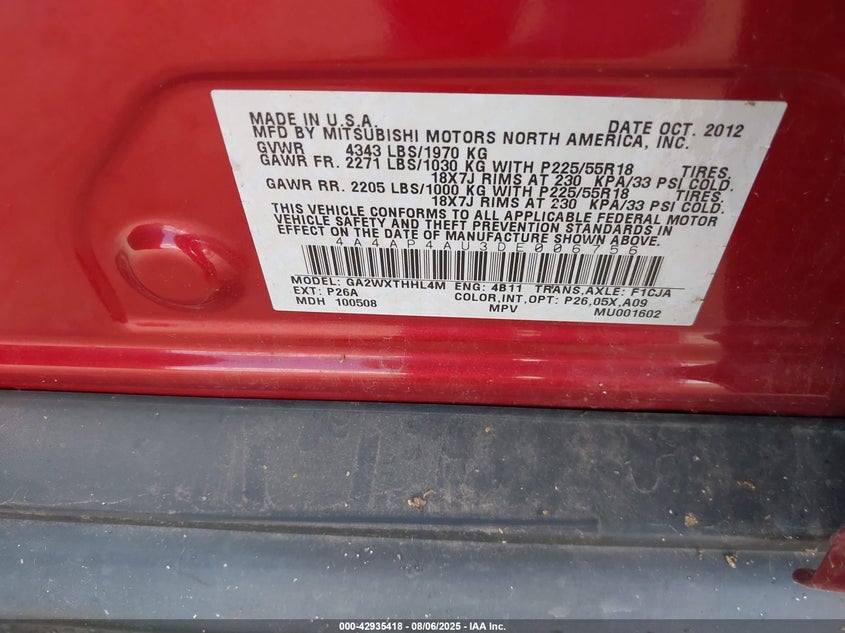 MADE IN U.S.A. DATE OCT. 2012
MFD BY MITSUBISHI MOTORS NORTH AMERICA, INC.
GVWR 4343 LBS/1970 KG
GAWR FR. 2271 LBS/1030 KG WITH P225/55R18 TIRES,
18X7J RIMS AT 230 KPA/33 PSI COLD.
GAWR RR. 2205 LBS/1000 KG WITH P225/55R18 TIRES,
18X7J RIMS AT 230 KPA/33 PSI COLD.
THIS VEHICLE CONFORMS TO ALL APPLICABLE FEDERAL MOTOR
VEHICLE SAFETY AND THEFT PREVENTION STANDARDS IN
EFFECT ON THE DATE OF MANUFACTURE SHOWN ABOVE.
4A4AP4AU3DE006756
MODEL: GA2WXTHHL4M ENG: 4B11 TRANS,AXLE: F1CJA
EXT: P26A COLOR,INT,OPT: P26,05X,A09
MDH 100508 MPV MU001602
000-42935418 - 08/06/2025 - IAA Inc.